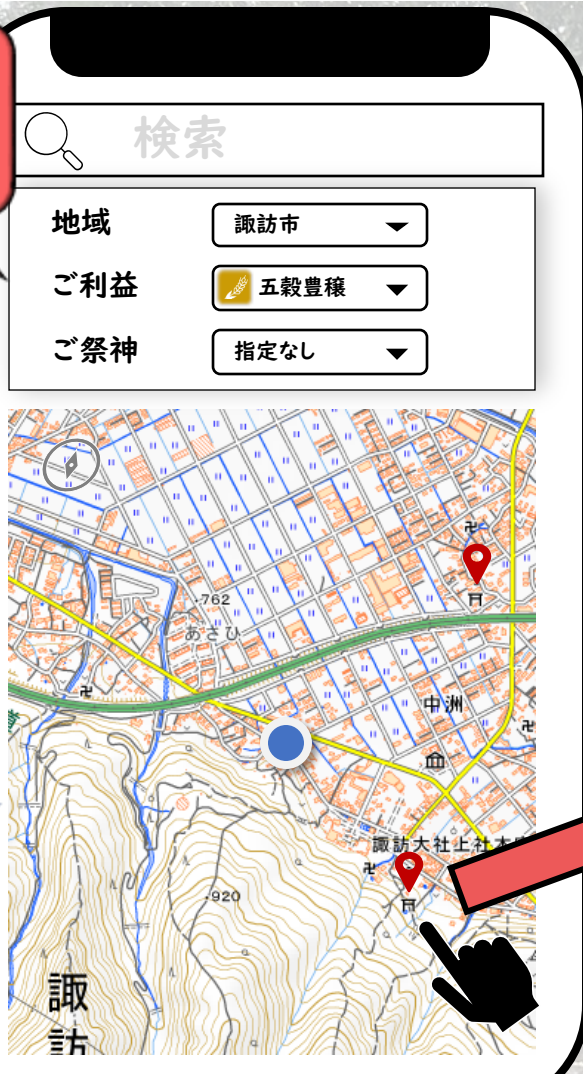 検索
地域
諏訪市
ご利益
五穀豊穣
ご祭神
指定なし
762
あさひ
中洲
諏訪大社上社本
920
諏
訪